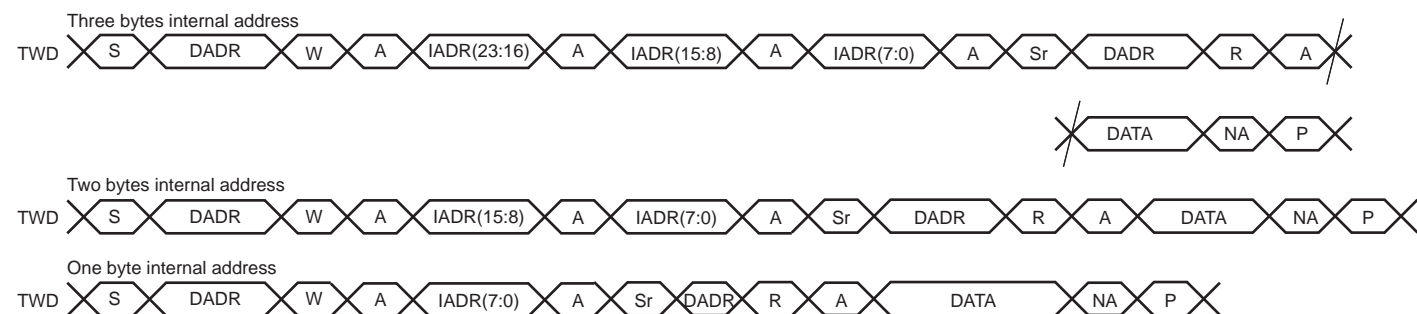 Three bytes internal address
TWD S DADR W A IADR(23:16) A IADR(15:8) A IADR(7:0) A Sr DADR R A
DATA NA P
Two bytes internal address
TWD S DADR W A IADR(15:8) A IADR(7:0) A Sr DADR R A DATA NA P
One byte internal address
TWD S DADR W A IADR(7:0) A Sr DADR R A DATA NA P